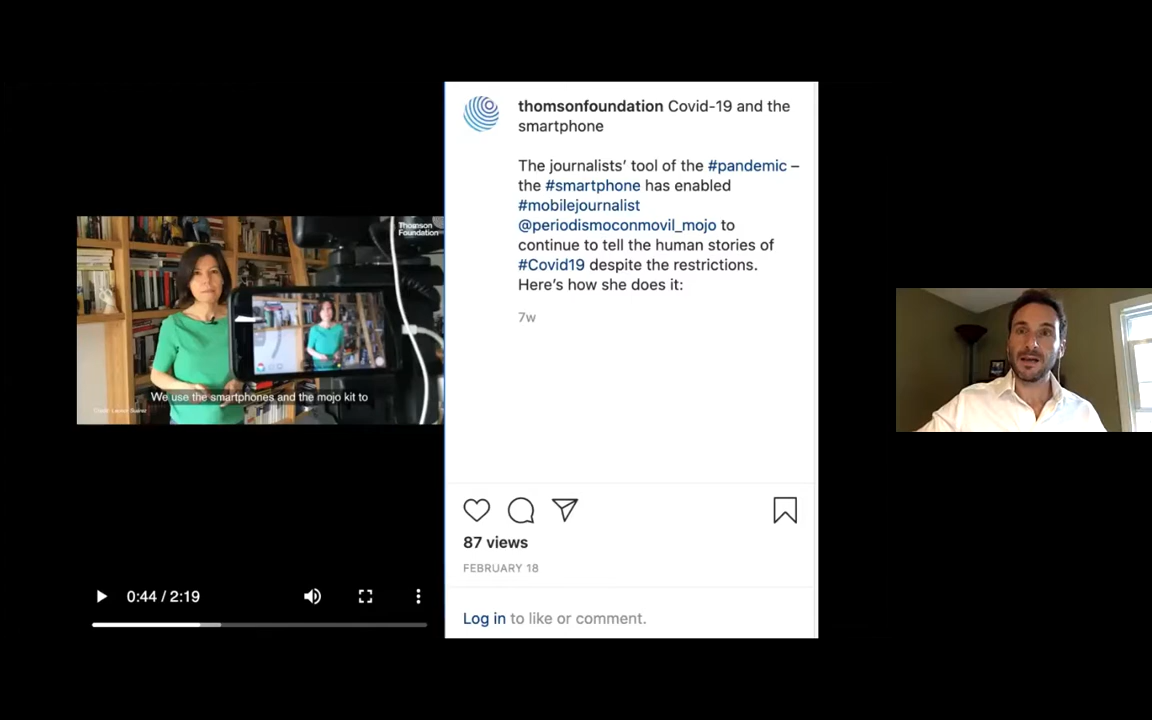 thomsonfoundation Covid-19 and the
smartphone
The journalists' tool of the #pandemic –
the #smartphone has enabled
#mobilejournalist
@periodismoconmovil_mojo to
continue to tell the human stories of
#Covid19 despite the restrictions.
Here's how she does it:
7w
Thomson
Foundation
We use the smartphones and the mojo kit to
0:44 / 2:19
87 views
FEBRUARY 18
Log in to like or comment.